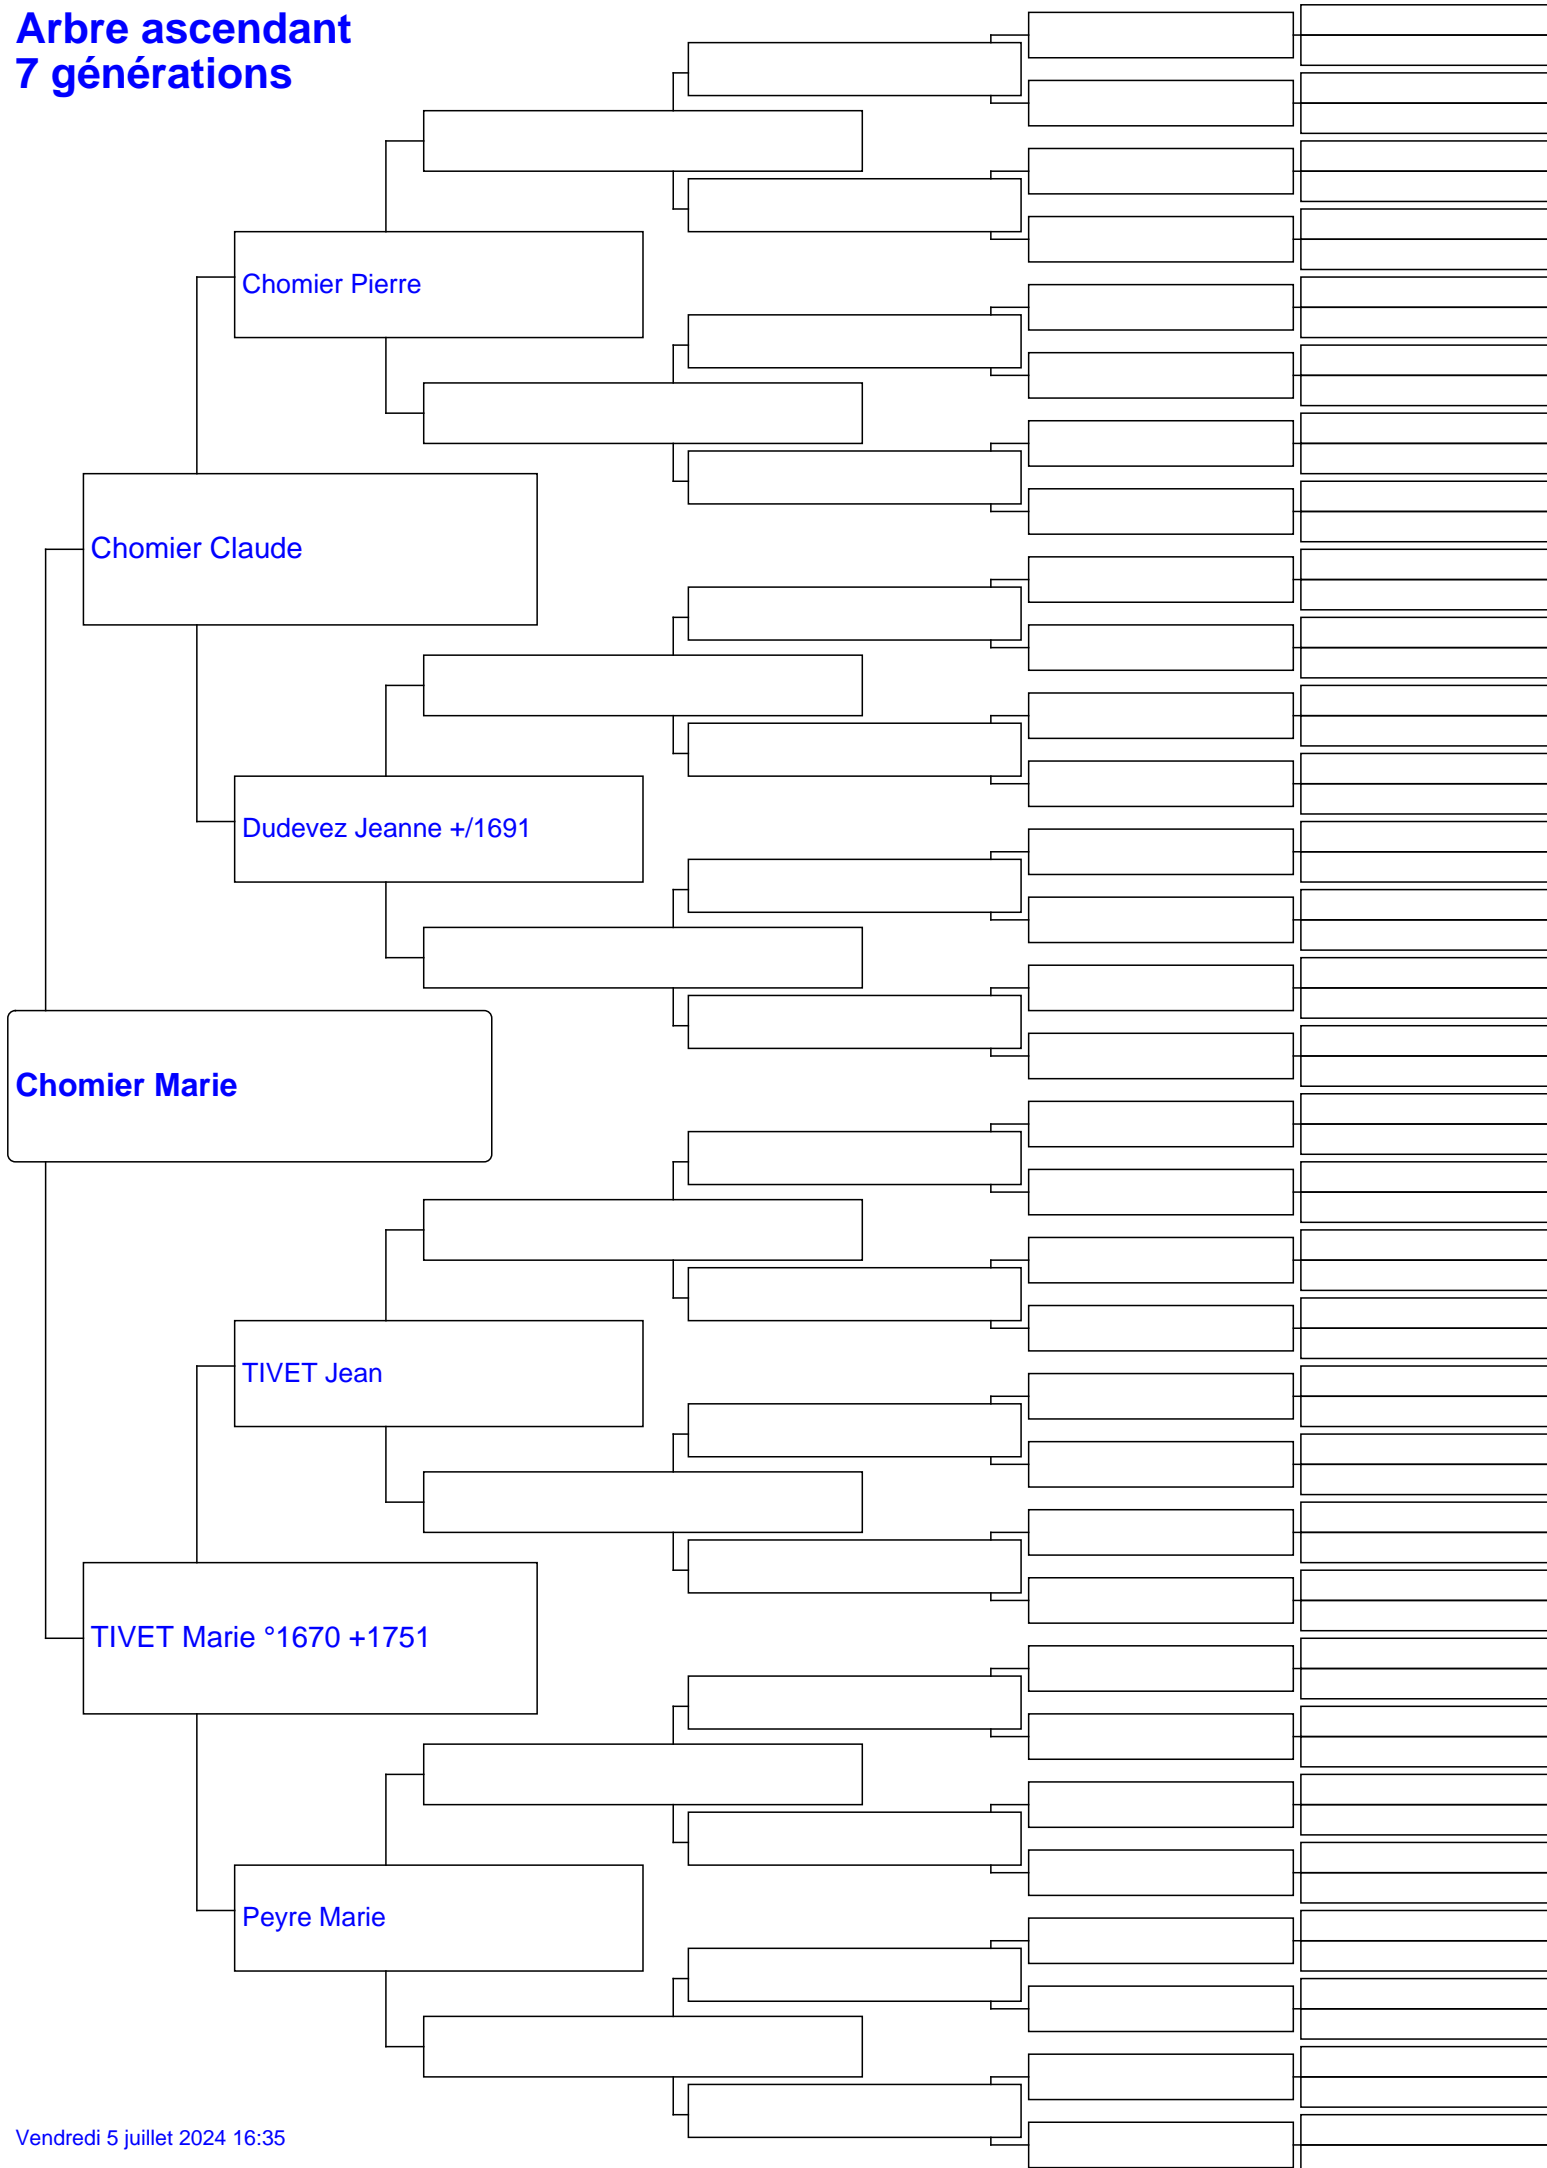 Arbre ascendant
7 générations
Chomier Pierre
Chomier Claude
Dudevez Jeanne +/1691
Chomier Marie
TIVET Jean
TIVET Marie °1670 +1751
Peyre Marie
Vendredi 5 juillet 2024 16:35